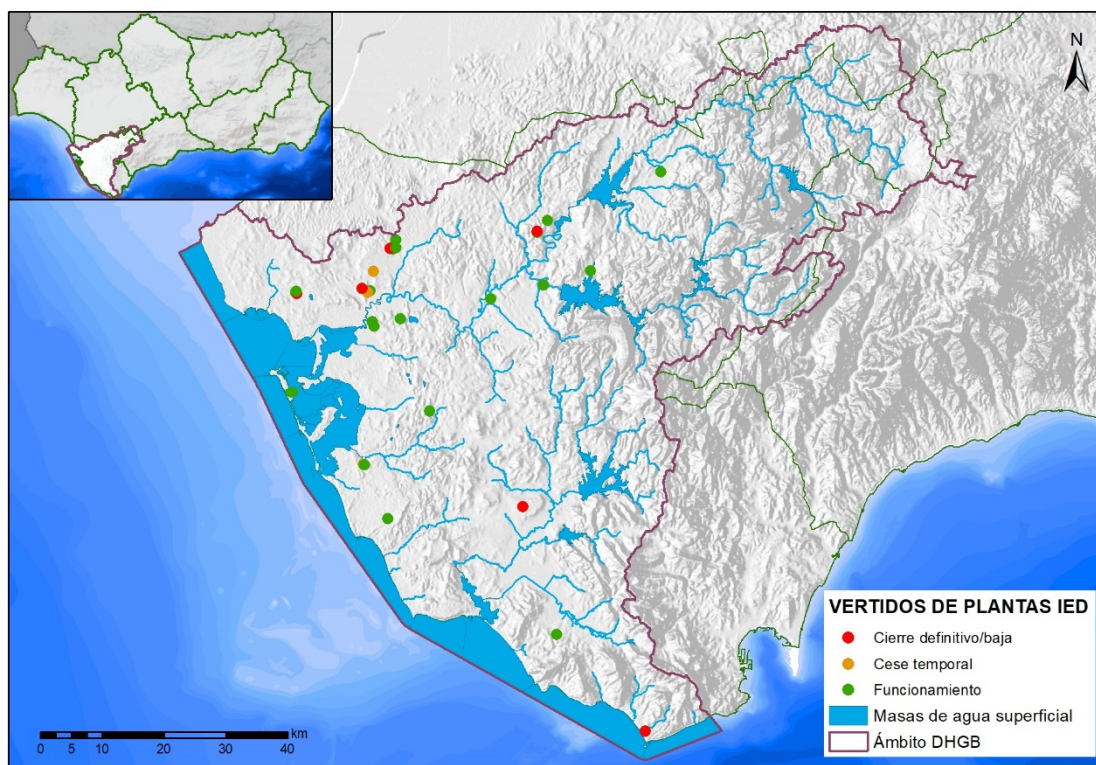 N
VERTIDOS DE PLANTAS IED
Cierre definitivo/baja
Cese temporal
Funcionamiento
Masas de agua superficial
Ámbito DHGB
km
0 5 10 20 30 40